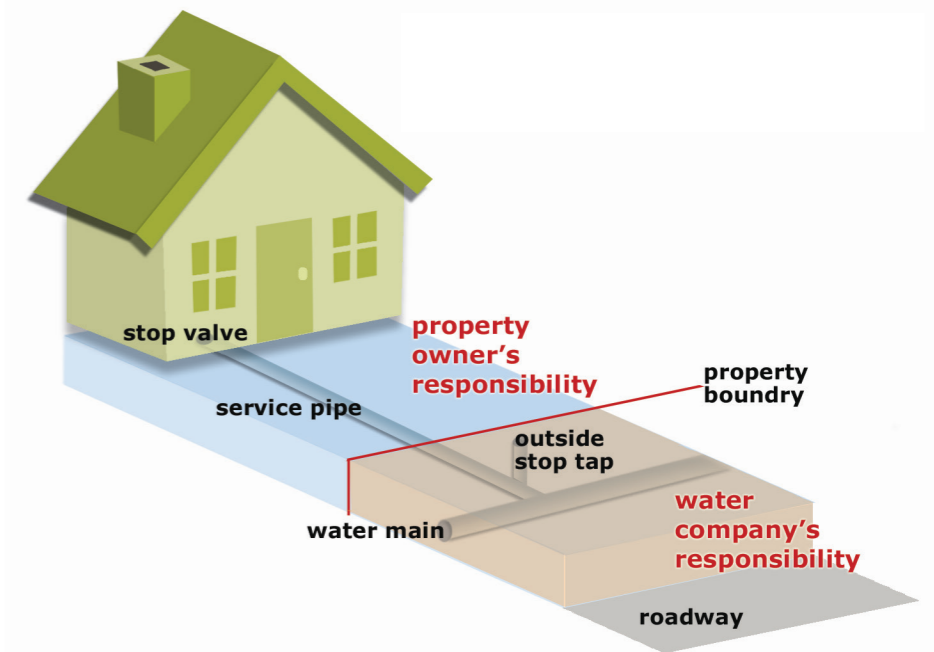 stop valve
property
owner's
responsibility
service pipe
property
boundry
outside
stop tap
water main
water
company's
responsibility
roadway